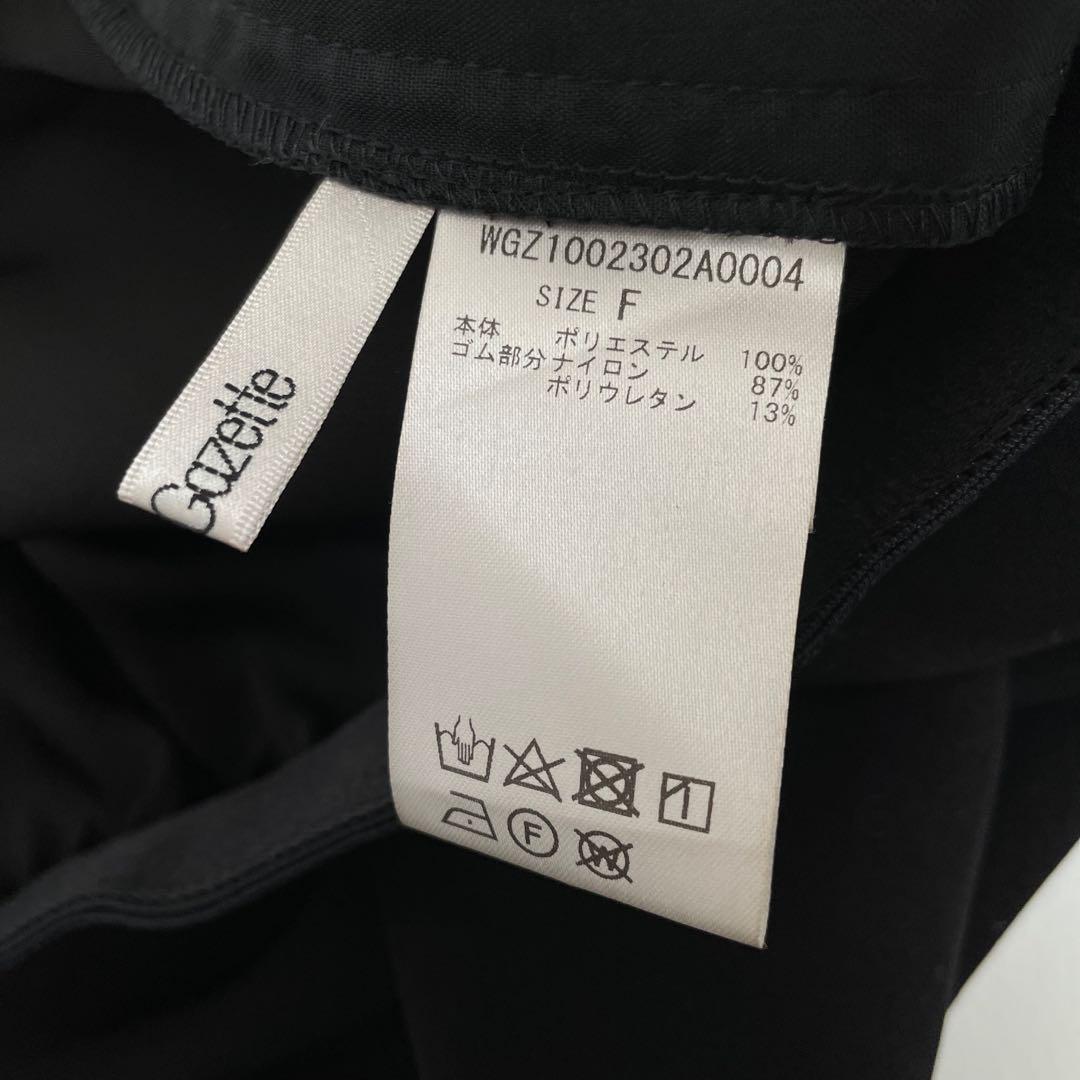 Gazette
WGZ1002302A0004
SIZE F
本体 ポリエステル 100%
ゴム部分 ナイロン 87%
ポリウレタン 13%
F
W